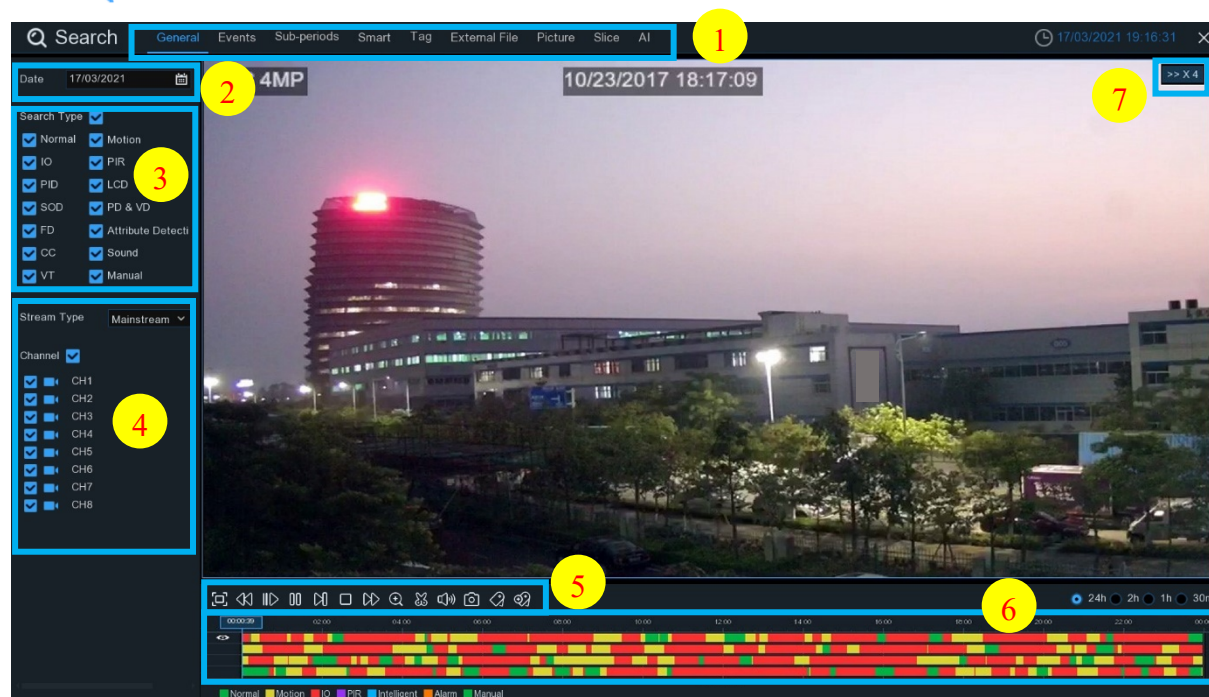 Search General Events Sub-periods Smart Tag External File Picture Slice AI 17/03/2021 19:16:31
1
Date 17/03/2021
2
4MP 10/23/2017 18:17:09
>> X 4
7
Search Type
Normal Motion
IO PIR
PID LCD
SOD PD & VD
FD Attribute Detecti
CC Sound
VT Manual
3
Stream Type Mainstream
Channel
CH1
CH2
CH3
CH4
CH5
CH6
CH7
CH8
4
5
24h 2h 1h 30m
6
00:00:39 02:00 04:00 06:00 08:00 10:00 12:00 14:00 16:00 18:00 20:00 22:00 00:0
Normal Motion IO PIR Intelligent Alarm Manual